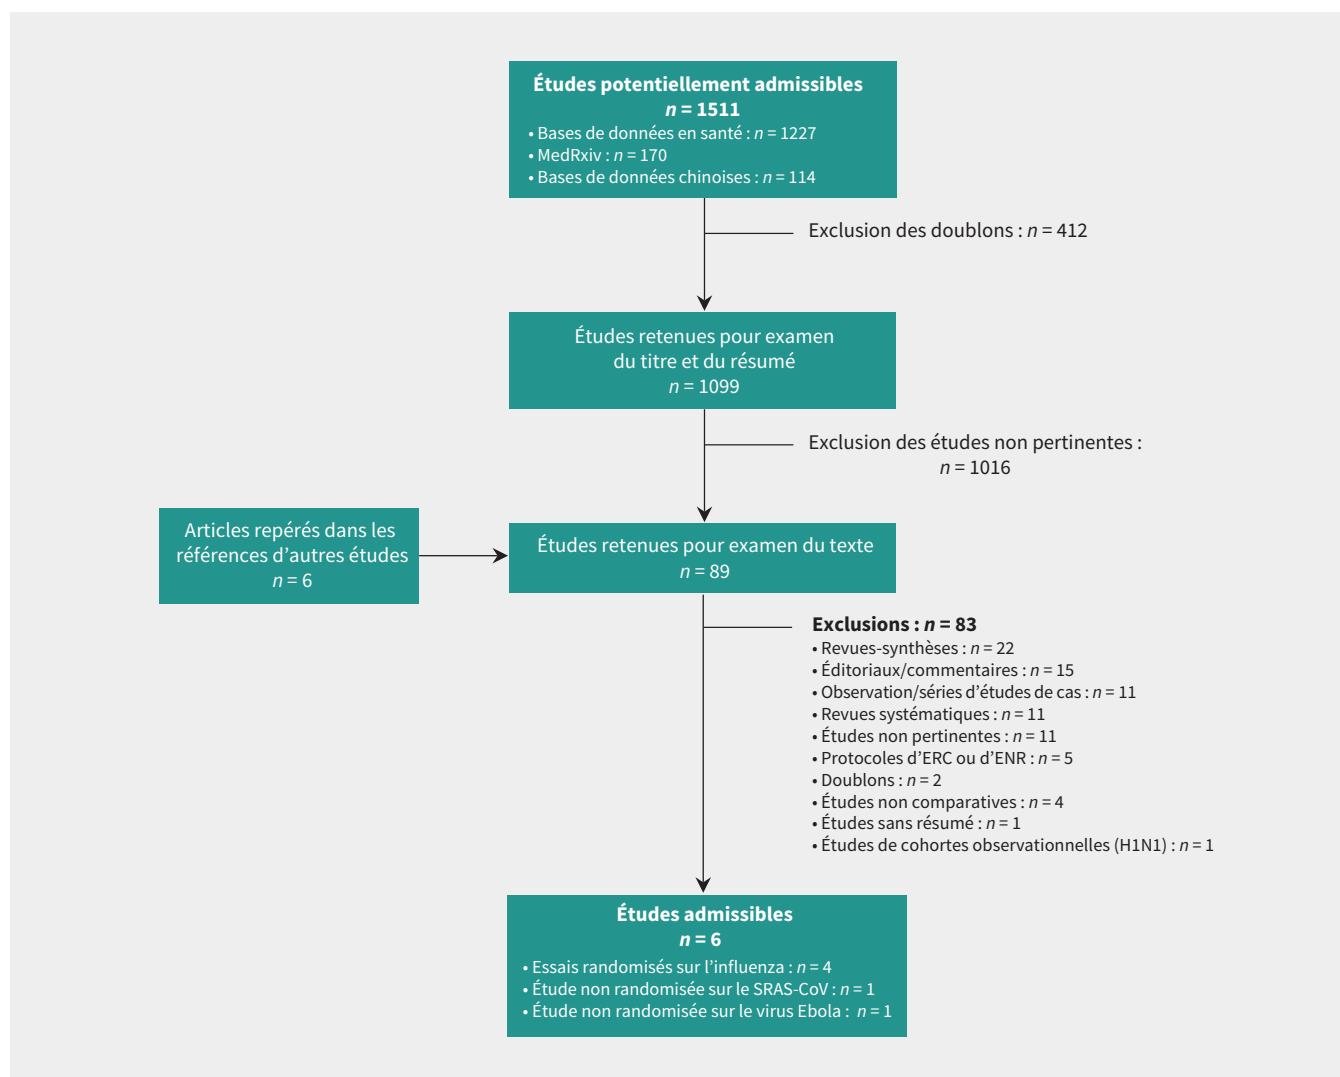 Études potentiellement admissibles
n = 1511
• Bases de données en santé : n = 1227
• MedRxiv : n = 170
• Bases de données chinoises : n = 114
Exclusion des doublons : n = 412
Études retenues pour examen
du titre et du résumé
n = 1099
Exclusion des études non pertinentes :
n = 1016
Articles repérés dans les
références d’autres études
n = 6
Études retenues pour examen du texte
n = 89
Exclusions : n = 83
• Revues-synthèses : n = 22
• Éditoriaux/commentaires : n = 15
• Observation/séries d’études de cas : n = 11
• Revues systématiques : n = 11
• Études non pertinentes : n = 11
• Protocoles d’ERC ou d’ENR : n = 5
• Doublons : n = 2
• Études non comparatives : n = 4
• Études sans résumé : n = 1
• Études de cohortes observationnelles (H1N1) : n = 1
Études admissibles
n = 6
• Essais randomisés sur l’influenza : n = 4
• Étude non randomisée sur le SRAS-CoV : n = 1
• Étude non randomisée sur le virus Ebola : n = 1